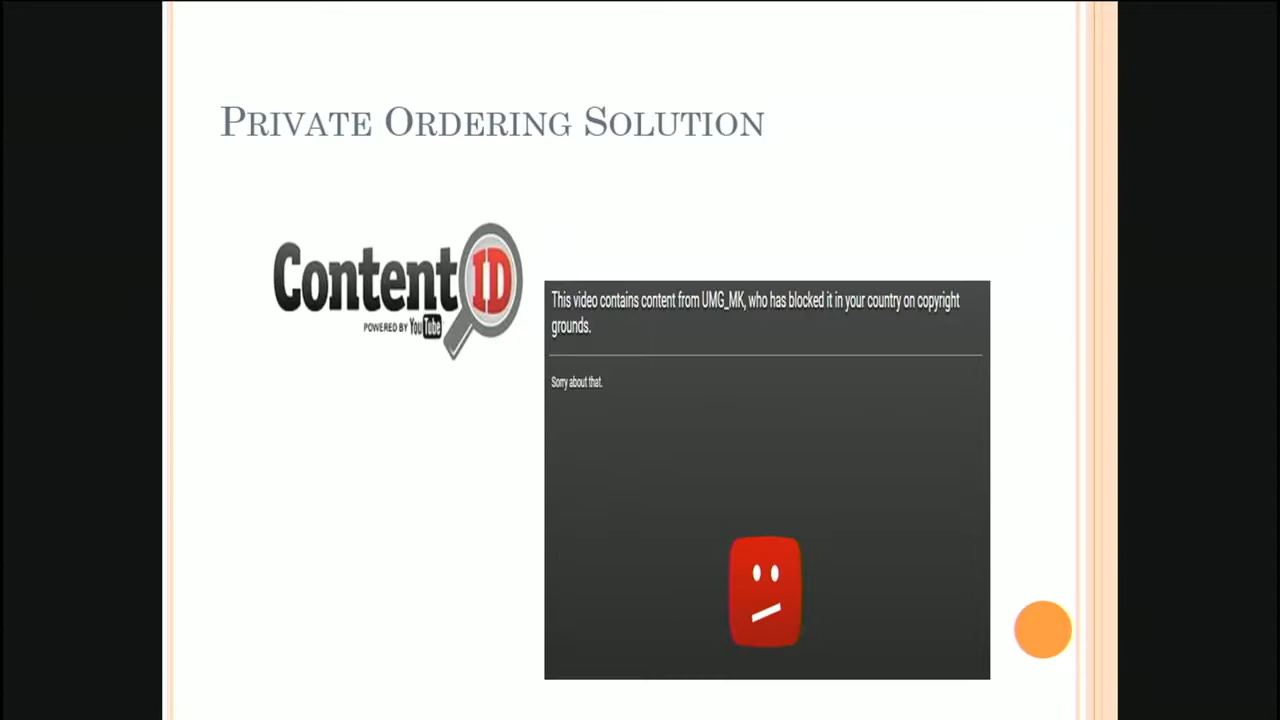 Private Ordering Solution
Content ID
POWERED BY YouTube
This video contains content from UMG_MK, who has blocked it in your country on copyright
grounds.
Sorry about that.